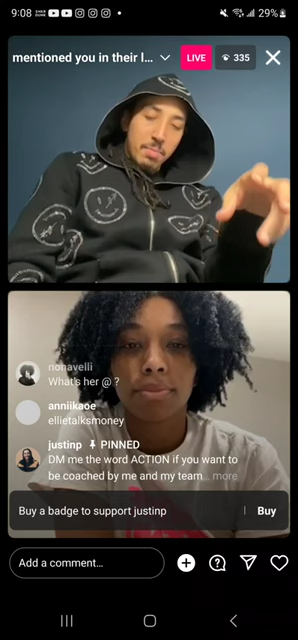 9:08
29%
mentioned you in their l...
LIVE
335
nonavelli
What's her @ ?
anniikaoe
ellietalksmoney
justinp PINNED
DM me the word ACTION if you want to
be coached by me and my team... more
Buy a badge to support justinp
Buy
Add a comment...